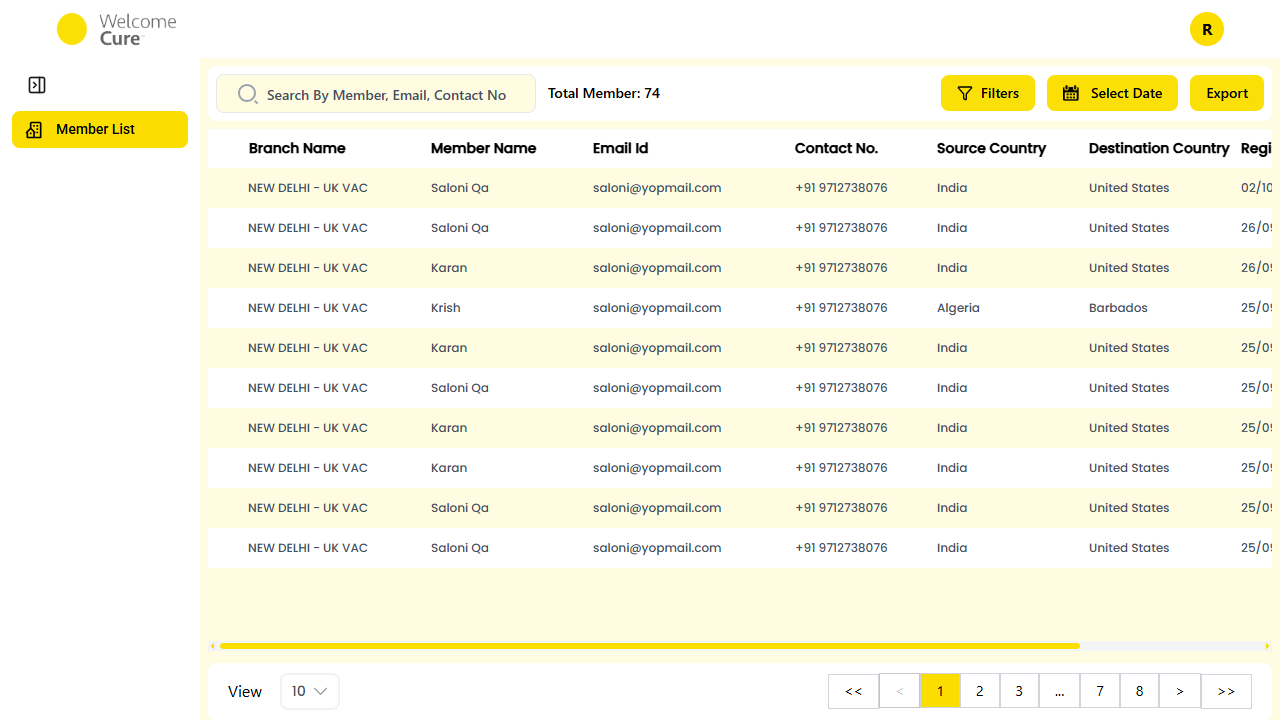 Welcome
Cure™
R
Search By Member, Email, Contact No
Total Member: 74
Filters
Select Date
Export
Member List
Branch Name Member Name Email Id Contact No. Source Country Destination Country Regi
NEW DELHI - UK VAC Saloni Qa saloni@yopmail.com +91 9712738076 India United States 02/10
NEW DELHI - UK VAC Saloni Qa saloni@yopmail.com +91 9712738076 India United States 26/09
NEW DELHI - UK VAC Karan saloni@yopmail.com +91 9712738076 India United States 26/09
NEW DELHI - UK VAC Krish saloni@yopmail.com +91 9712738076 Algeria Barbados 25/09
NEW DELHI - UK VAC Karan saloni@yopmail.com +91 9712738076 India United States 25/09
NEW DELHI - UK VAC Saloni Qa saloni@yopmail.com +91 9712738076 India United States 25/09
NEW DELHI - UK VAC Karan saloni@yopmail.com +91 9712738076 India United States 25/09
NEW DELHI - UK VAC Karan saloni@yopmail.com +91 9712738076 India United States 25/09
NEW DELHI - UK VAC Saloni Qa saloni@yopmail.com +91 9712738076 India United States 25/09
NEW DELHI - UK VAC Saloni Qa saloni@yopmail.com +91 9712738076 India United States 25/09
View 10 << < 1 2 3 ... 7 8 > >>